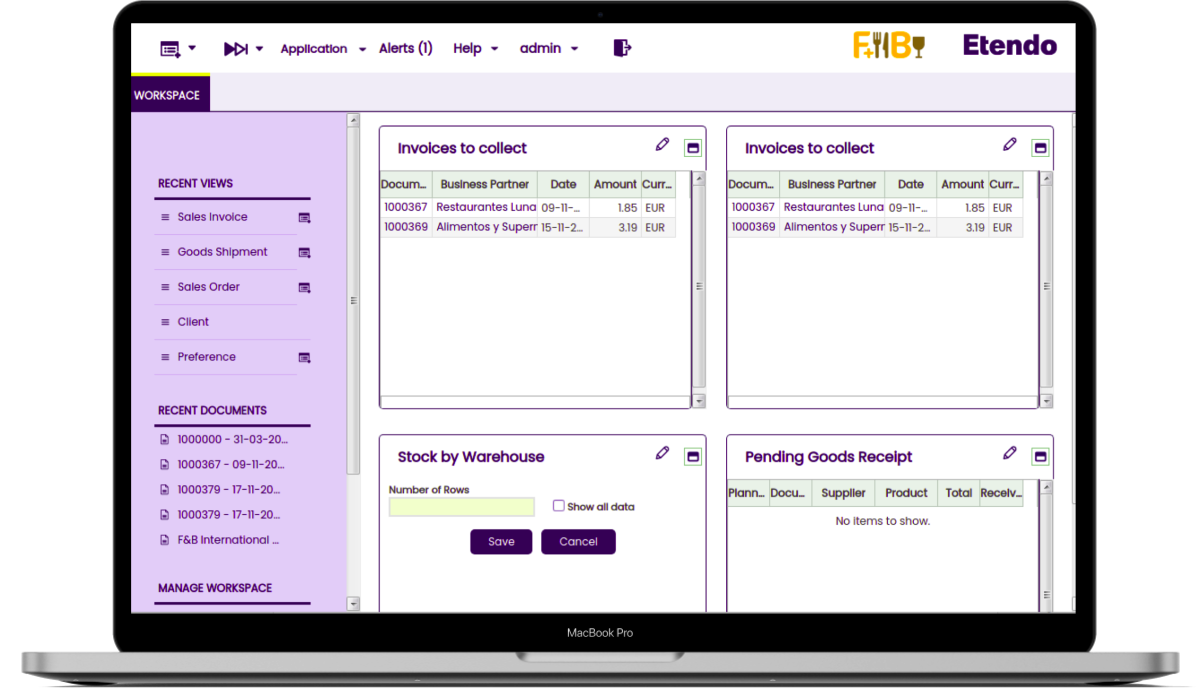 Application
Alerts (1)
Help
admin
F&B
Etendo
WORKSPACE
RECENT VIEWS
Sales Invoice
Goods Shipment
Sales Order
Client
Preference
RECENT DOCUMENTS
1000000 - 31-03-20...
1000367 - 09-11-20...
1000379 - 17-11-20...
1000379 - 17-11-20...
F&B International ...
MANAGE WORKSPACE
Invoices to collect
Docum... Business Partner Date Amount Curr...
1000367 Restaurantes Luna 09-11-... 1.85 EUR
1000369 Alimentos y Superr 15-11-2... 3.19 EUR
Invoices to collect
Docum... Business Partner Date Amount Curr...
1000367 Restaurantes Luna 09-11-... 1.85 EUR
1000369 Alimentos y Superr 15-11-2... 3.19 EUR
Stock by Warehouse
Number of Rows
Show all data
Save
Cancel
Pending Goods Receipt
Plann... Docu... Supplier Product Total Receiv...
No items to show.
MacBook Pro